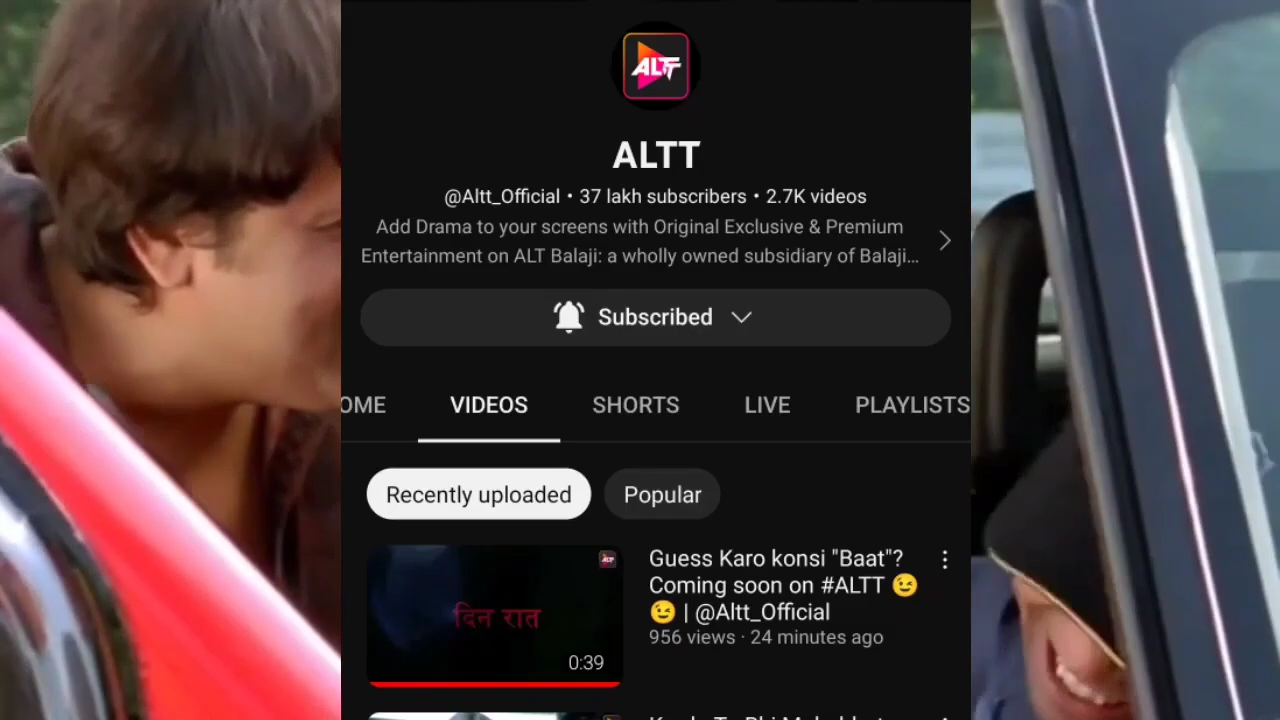 ALTT
ALTT
@Altt_Official • 37 lakh subscribers • 2.7K videos
Add Drama to your screens with Original Exclusive & Premium
Entertainment on ALT Balaji: a wholly owned subsidiary of Balaji...
Subscribed
OME VIDEOS SHORTS LIVE PLAYLISTS
Recently uploaded Popular
ALTT
दिन रात
0:39
Guess Karo konsi "Baat"?
Coming soon on #ALTT 😉
😉 | @Altt_Official
956 views · 24 minutes ago